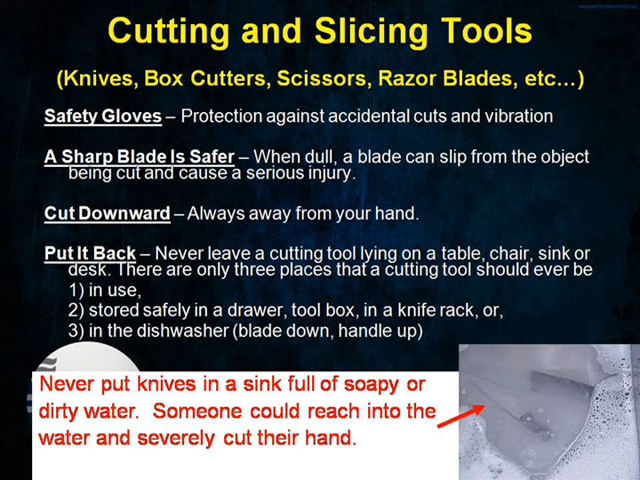 Cutting and Slicing Tools
(Knives, Box Cutters, Scissors, Razor Blades, etc…)
Safety Gloves – Protection against accidental cuts and vibration
A Sharp Blade Is Safer – When dull, a blade can slip from the object
being cut and cause a serious injury.
Cut Downward – Always away from your hand.
Put It Back – Never leave a cutting tool lying on a table, chair, sink or
desk. There are only three places that a cutting tool should ever be
1) in use,
2) stored safely in a drawer, tool box, in a knife rack, or,
3) in the dishwasher (blade down, handle up)
Never put knives in a sink full of soapy or
dirty water. Someone could reach into the
water and severely cut their hand.